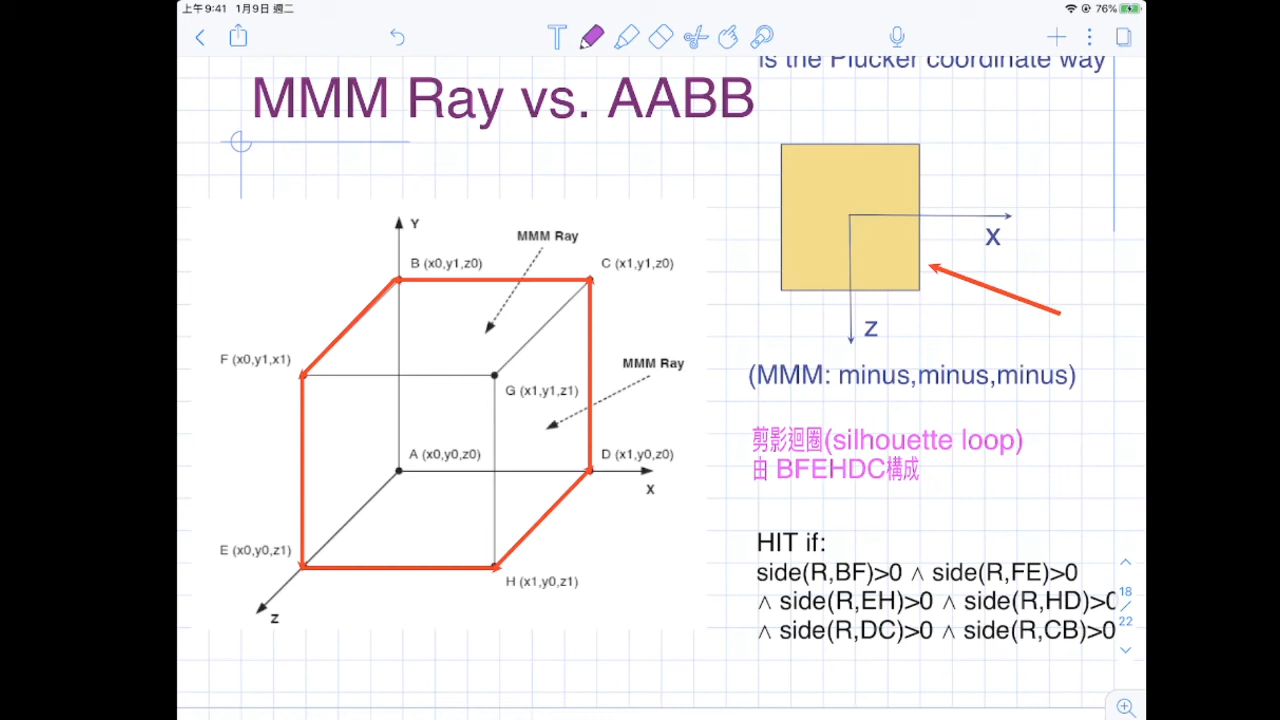 上午9:41 1月9日 週二
76%
is the Plucker coordinate way
MMM Ray vs. AABB
Y
MMM Ray
B (x0,y1,z0)
C (x1,y1,z0)
F (x0,y1,x1)
MMM Ray
G (x1,y1,z1)
A (x0,y0,z0)
D (x1,y0,z0)
X
E (x0,y0,z1)
H (x1,y0,z1)
Z
X
Z
(MMM: minus,minus,minus)
剪影迴圈(silhouette loop)
由 BFEHDC構成
HIT if:
side(R,BF)>0 ∧ side(R,FE)>0
∧ side(R,EH)>0 ∧ side(R,HD)>0
∧ side(R,DC)>0 ∧ side(R,CB)>0
18
/
22